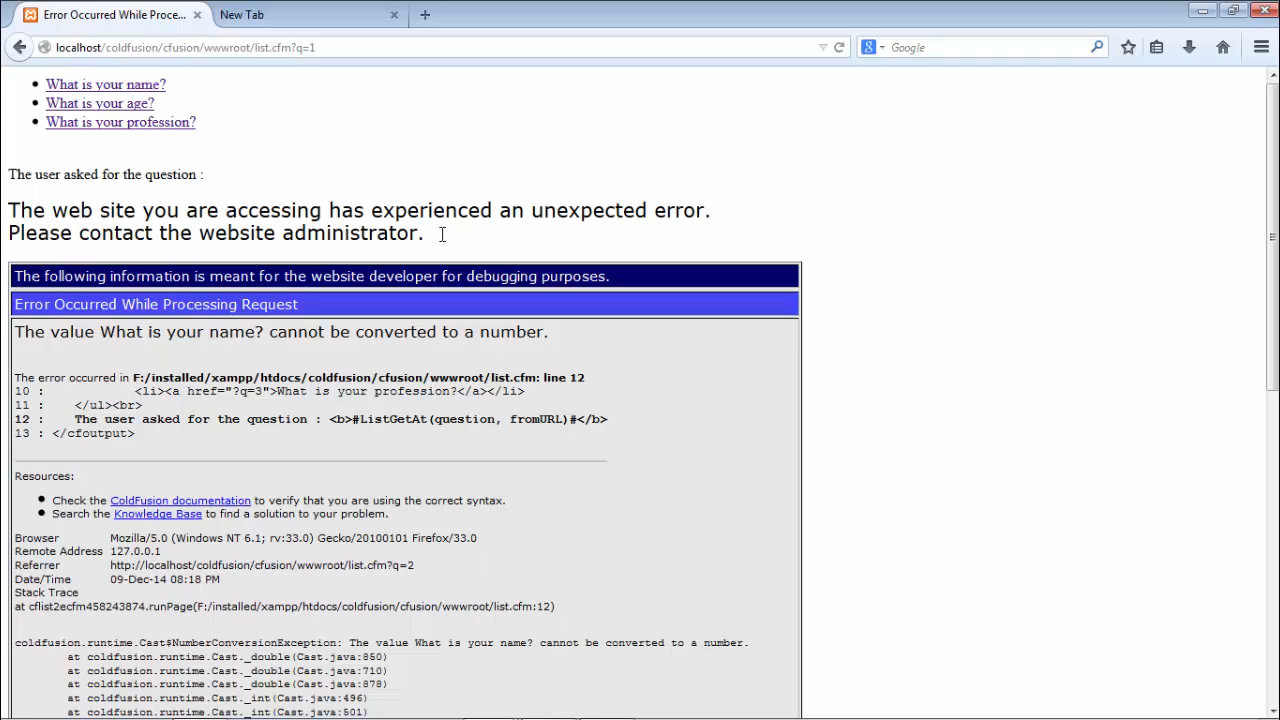 Error Occurred While Proce...
New Tab
localhost/coldfusion/cfusion/wwwroot/list.cfm?q=1
Google
What is your name?
What is your age?
What is your profession?
The user asked for the question :
The web site you are accessing has experienced an unexpected error.
Please contact the website administrator.
The following information is meant for the website developer for debugging purposes.
Error Occurred While Processing Request
The value What is your name? cannot be converted to a number.
The error occurred in F:/installed/xampp/htdocs/coldfusion/cfusion/wwwroot/list.cfm: line 12
10 : <li><a href="?q=3">What is your profession?</a></li>
11 : </ul><br>
12 : The user asked for the question : <b>#ListGetAt(question, fromURL)#</b>
13 : </cfoutput>
Resources:
Check the ColdFusion documentation to verify that you are using the correct syntax.
Search the Knowledge Base to find a solution to your problem.
Browser Mozilla/5.0 (Windows NT 6.1; rv:33.0) Gecko/20100101 Firefox/33.0
Remote Address 127.0.0.1
Referrer http://localhost/coldfusion/cfusion/wwwroot/list.cfm?q=2
Date/Time 09-Dec-14 08:18 PM
Stack Trace
at cflist2ecfm458243874.runPage(F:/installed/xampp/htdocs/coldfusion/cfusion/wwwroot/list.cfm:12)
coldfusion.runtime.Cast$NumberConversionException: The value What is your name? cannot be converted to a number.
at coldfusion.runtime.Cast._double(Cast.java:850)
at coldfusion.runtime.Cast._double(Cast.java:710)
at coldfusion.runtime.Cast._double(Cast.java:878)
at coldfusion.runtime.Cast._int(Cast.java:496)
at coldfusion.runtime.Cast._int(Cast.java:501)